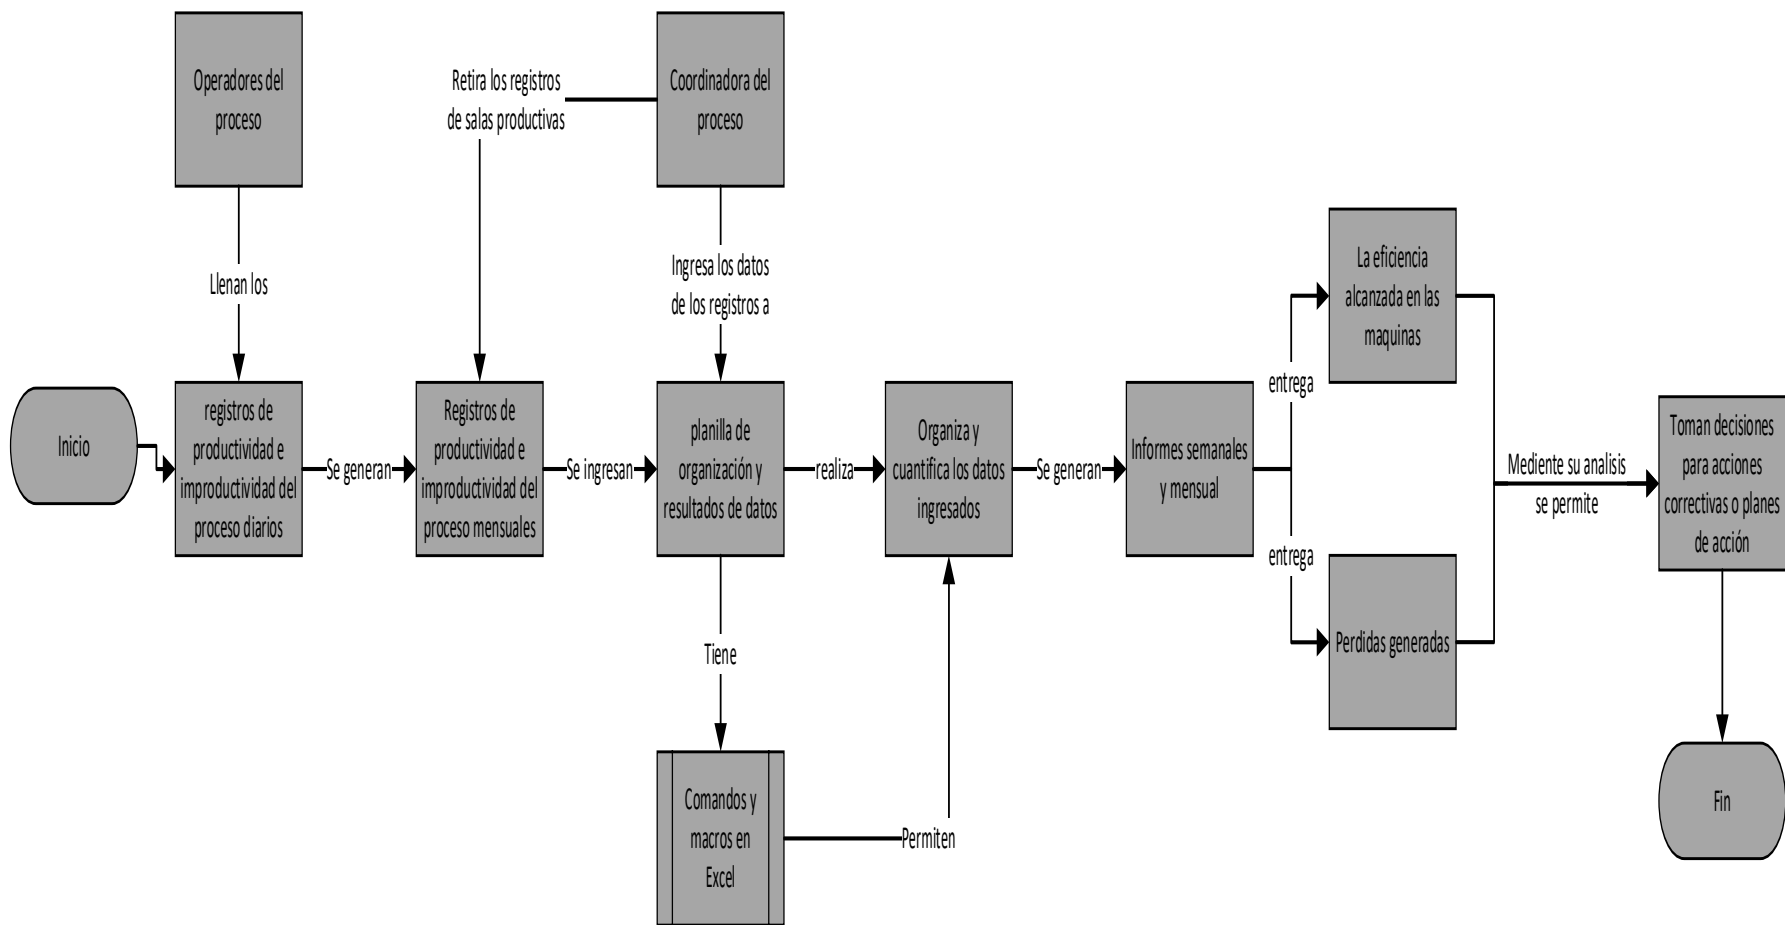 Operadores del
proceso
Retira los registros
de salas productivas
Coordinadora del
proceso
Llenan los
Ingresa los datos
de los registros a
La eficiencia
alcanzada en las
maquinas
Inicio
registros de
productividad e
improductividad del
proceso diarios
Se generan
Registros de
productividad e
improductividad del
proceso mensuales
Se ingresan
planilla de
organización y
resultados de datos
realiza
Organiza y
cuantifica los datos
ingresados
Se generan
Informes semanales
y mensual
entrega
entrega
Perdidas generadas
Mediente su analisis
se permite
Toman decisiones
para acciones
correctivas o planes
de acción
Tiene
Comandos y
macros en
Excel
Permiten
Fin